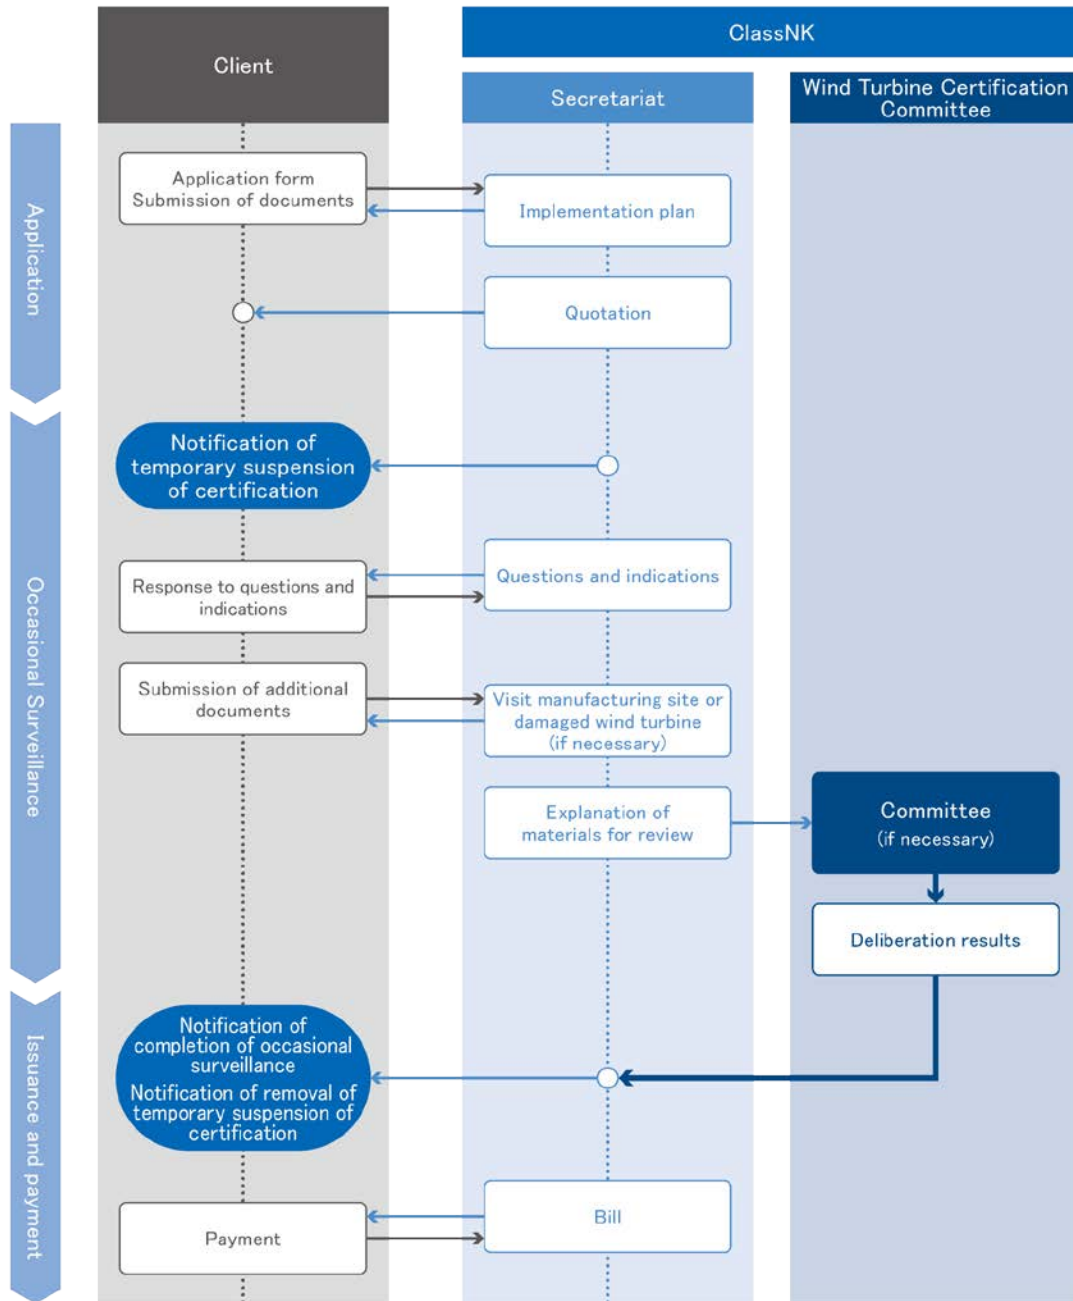 Client
ClassNK
Secretariat
Wind Turbine Certification
Committee
Application
Application form
Submission of documents
Implementation plan
Quotation
Occasional Surveillance
Notification of
temporary suspension
of certification
Response to questions and
indications
Questions and indications
Submission of additional
documents
Visit manufacturing site or
damaged wind turbine
(if necessary)
Explanation of
materials for review
Committee
(if necessary)
Deliberation results
Issuance and payment
Notification of
completion of occasional
surveillance
Notification of removal of
temporary suspension of
certification
Bill
Payment